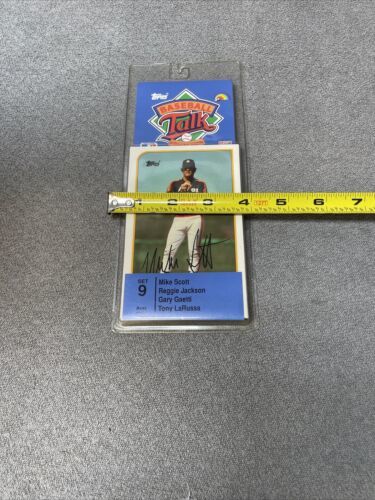 Topps
BASEBALL
Talk
Topps
1 2 3 4 5 6 7
SET
9
Mike Scott
Reggie Jackson
Gary Gaetti
Tony LaRussa